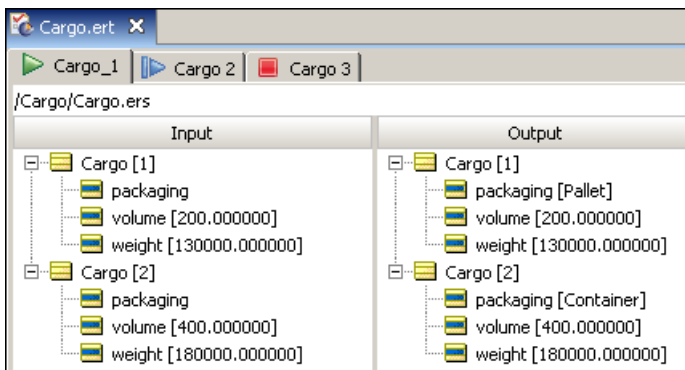 Cargo.ert
Cargo_1 Cargo 2 Cargo 3
/Cargo/Cargo.ers
Input Output
Cargo [1] Cargo [1]
packaging packaging [Pallet]
volume [200.000000] volume [200.000000]
weight [130000.000000] weight [130000.000000]
Cargo [2] Cargo [2]
packaging packaging [Container]
volume [400.000000] volume [400.000000]
weight [180000.000000] weight [180000.000000]